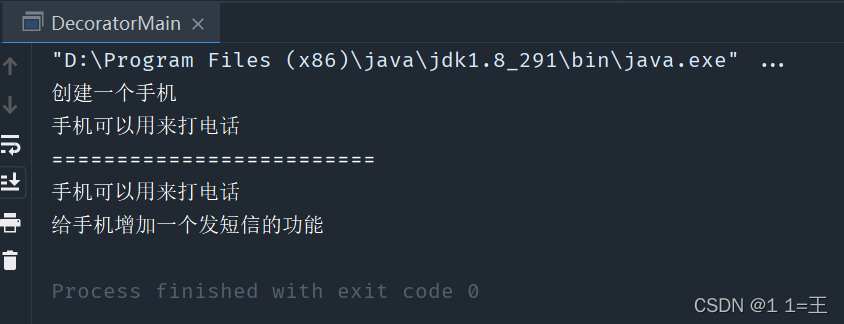 DecoratorMain ×
"D:\Program Files (x86)\java\jdk1.8_291\bin\java.exe" ...
创建一个手机
手机可以用来打电话
=========================
手机可以用来打电话
给手机增加一个发短信的功能
Process finished with exit code 0
CSDN @1 1=王